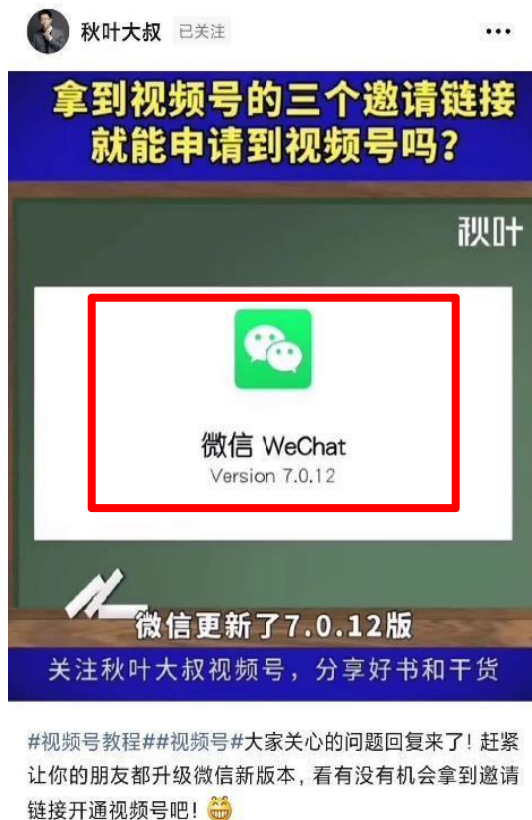 秋叶大叔 已关注
拿到视频号的三个邀请链接
就能申请到视频号吗?
秋叶
微信 WeChat
Version 7.0.12
微信更新了7.0.12版
关注秋叶大叔视频号，分享好书和干货
#视频号教程##视频号#大家关心的问题回复来了！赶紧
让你的朋友都升级微信新版本，看有没有机会拿到邀请
链接开通视频号吧！😁